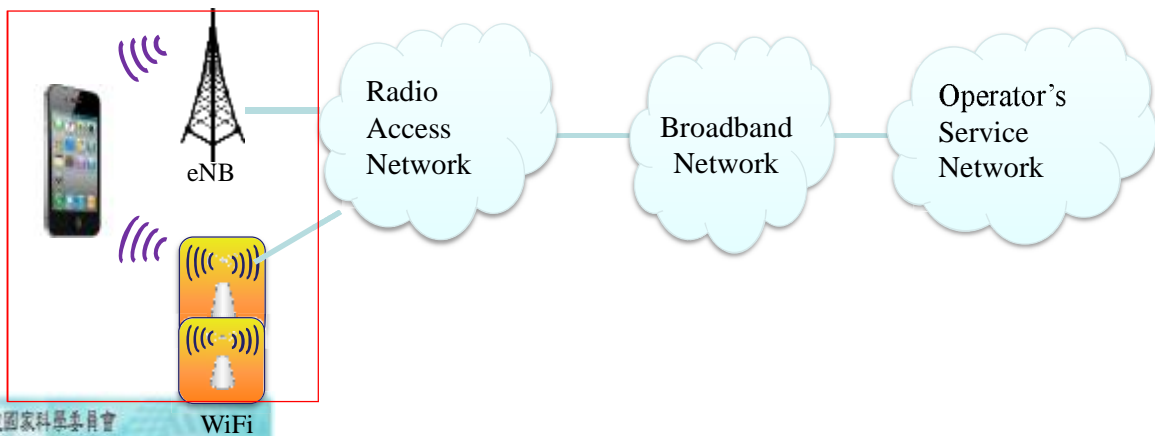 Radio
Access
Network
Broadband
Network
Operator's
Service
Network
eNB
WiFi
國家科學委員會